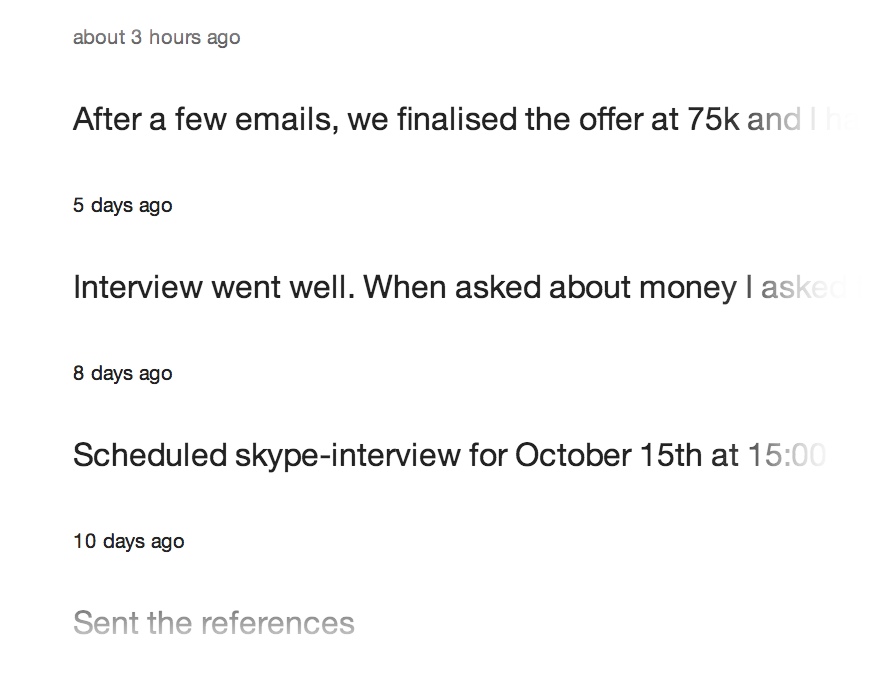 about 3 hours ago
After a few emails, we finalised the offer at 75k and I
5 days ago
Interview went well. When asked about money I asked
8 days ago
Scheduled skype-interview for October 15th at 15:00
10 days ago
Sent the references